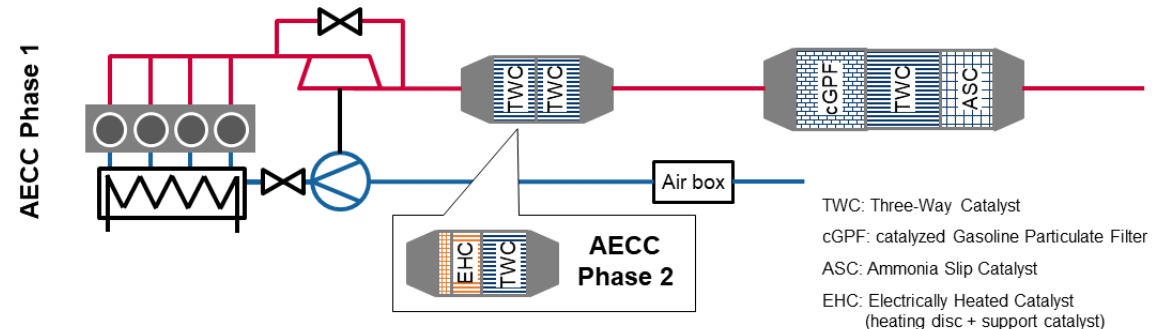 AECC Phase 1
TWC
TWC
cGPF
TWC
ASC
Air box
EHC
TWC
AECC
Phase 2
TWC: Three-Way Catalyst
cGPF: catalyzed Gasoline Particulate Filter
ASC: Ammonia Slip Catalyst
EHC: Electrically Heated Catalyst
(heating disc + support catalyst)